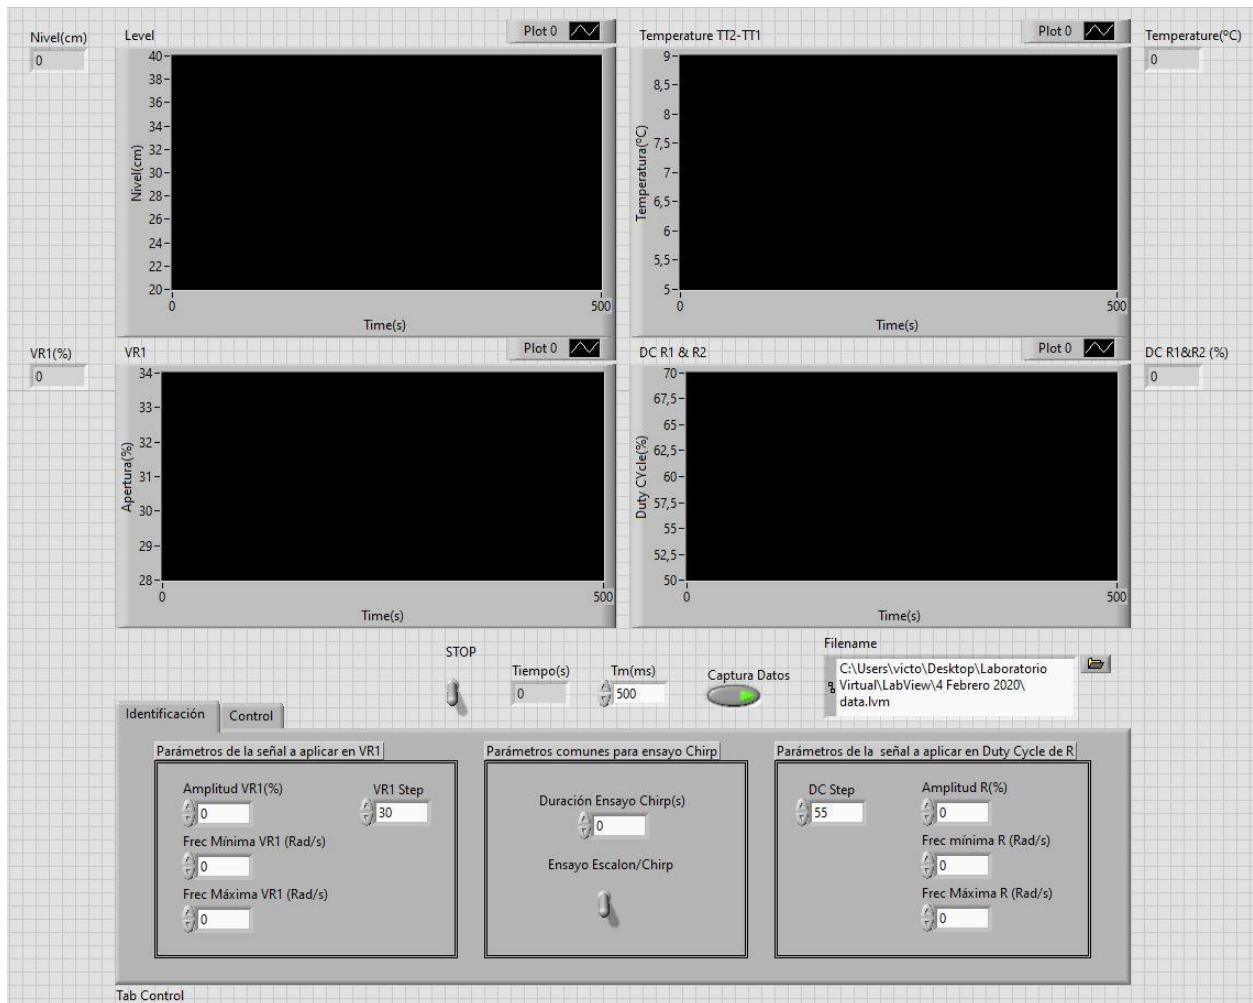 Nivel(cm)
0
Level
Plot 0
40
38
36
34
32
30
28
26
24
22
20
Nivel(cm)
0
500
Time(s)
Temperature TT2-TT1
Plot 0
9
8,5
8
7,5
7
6,5
6
5,5
5
Temperatura(ºC)
0
500
Time(s)
Temperature(ºC)
0
VR1(%)
0
VR1
Plot 0
34
33
32
31
30
29
28
Apertura(%)
0
500
Time(s)
DC R1 & R2
Plot 0
70
67,5
65
62,5
60
57,5
55
52,5
50
Duty CYcle(%)
0
500
Time(s)
DC R1&R2 (%)
0
STOP
Tiempo(s)
0
Tm(ms)
500
Captura Datos
Filename
C:\Users\victo\Desktop\Laboratorio
Virtual\LabView\4 Febrero 2020\
data.lvm
Identificación
Control
Parámetros de la señal a aplicar en VR1
Amplitud VR1(%)
0
VR1 Step
30
Frec Mínima VR1 (Rad/s)
0
Frec Máxima VR1 (Rad/s)
0
Parámetros comunes para ensayo Chirp
Duración Ensayo Chirp(s)
0
Ensayo Escalon/Chirp
Parámetros de la  señal a aplicar en Duty Cycle de R
DC Step
55
Amplitud R(%)
0
Frec mínima R (Rad/s)
0
Frec Máxima R (Rad/s)
0
Tab Control